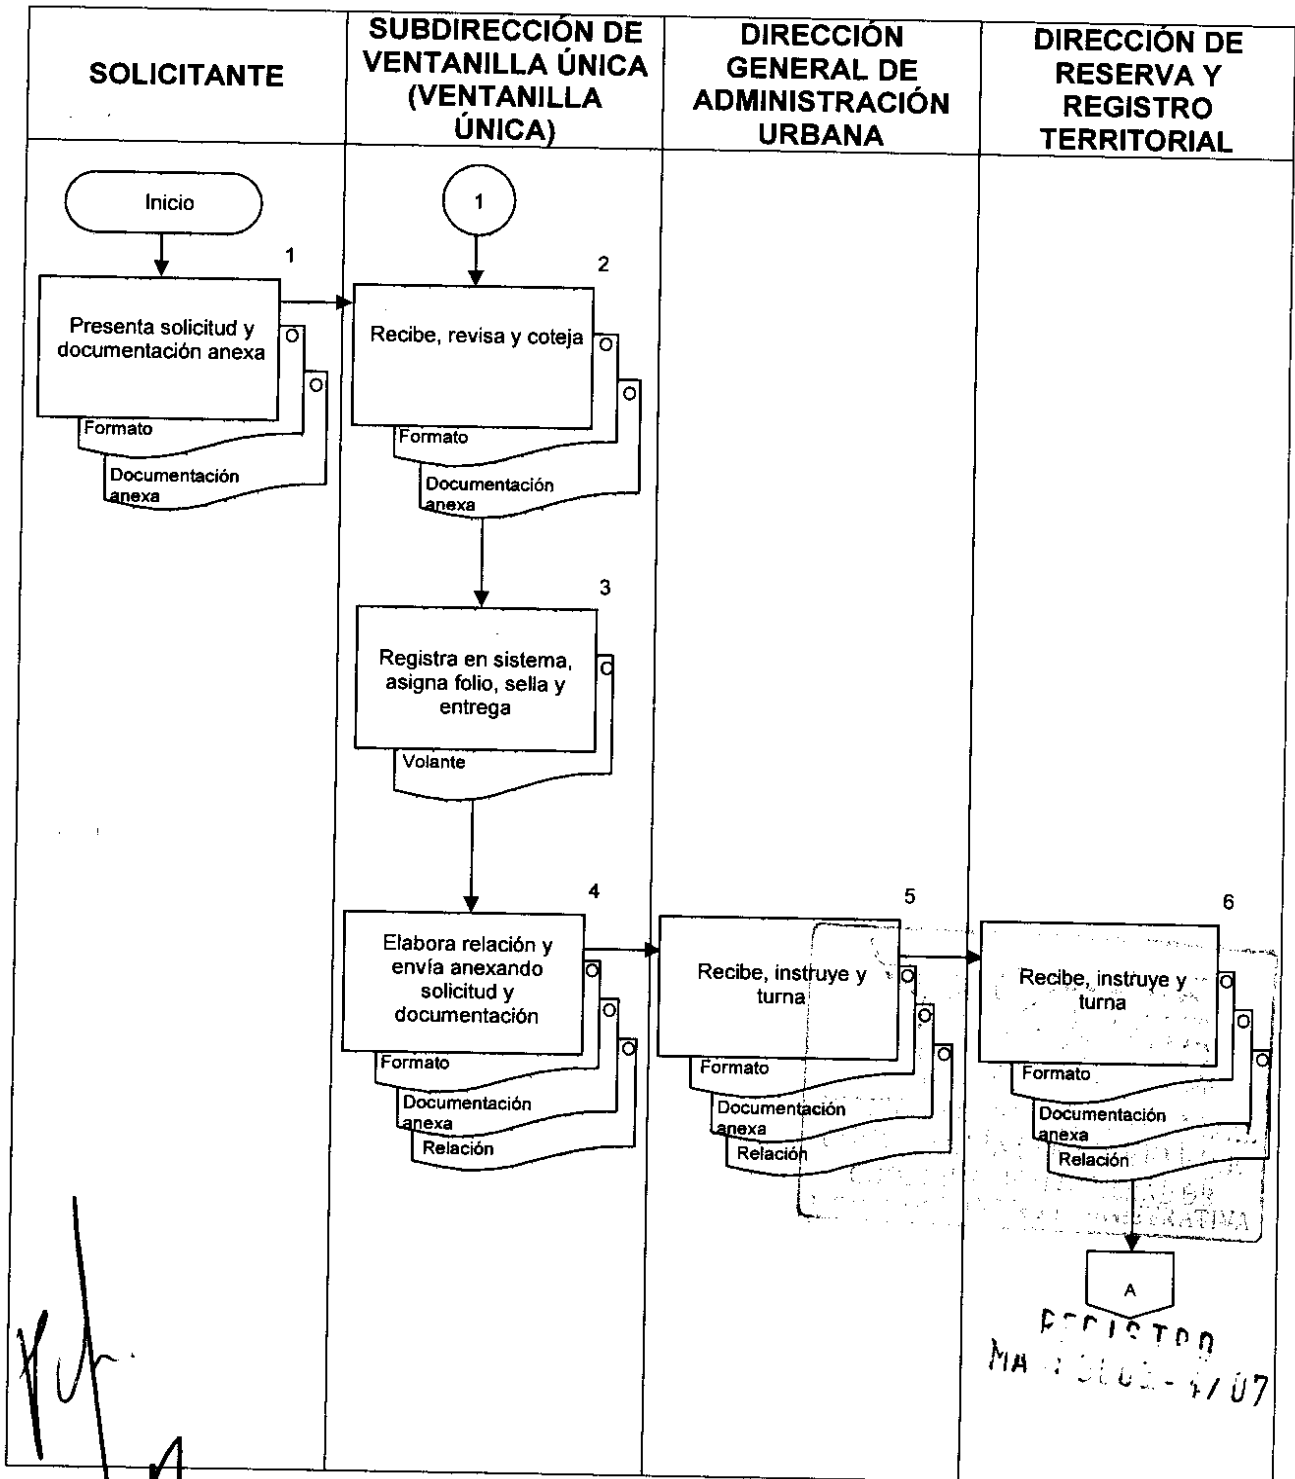 SOLICITANTE
SUBDIRECCIÓN DE
VENTANILLA ÚNICA
(VENTANILLA
ÚNICA)
DIRECCIÓN
GENERAL DE
ADMINISTRACIÓN
URBANA
DIRECCIÓN DE
RESERVA Y
REGISTRO
TERRITORIAL
Inicio
1
1
Presenta solicitud y
documentación anexa
O
O
Formato
Documentación
anexa
2
Recibe, revisa y coteja
O
O
Formato
Documentación
anexa
3
Registra en sistema,
asigna folio, sella y
entrega
O
Volante
4
Elabora relación y
envía anexando
solicitud y
documentación
O
O
O
Formato
Documentación
anexa
Relación
5
Recibe, instruye y
turna
O
O
O
Formato
Documentación
anexa
Relación
6
Recibe, instruye y
turna
O
O
O
Formato
Documentación
anexa
Relación
A
REGISTRO